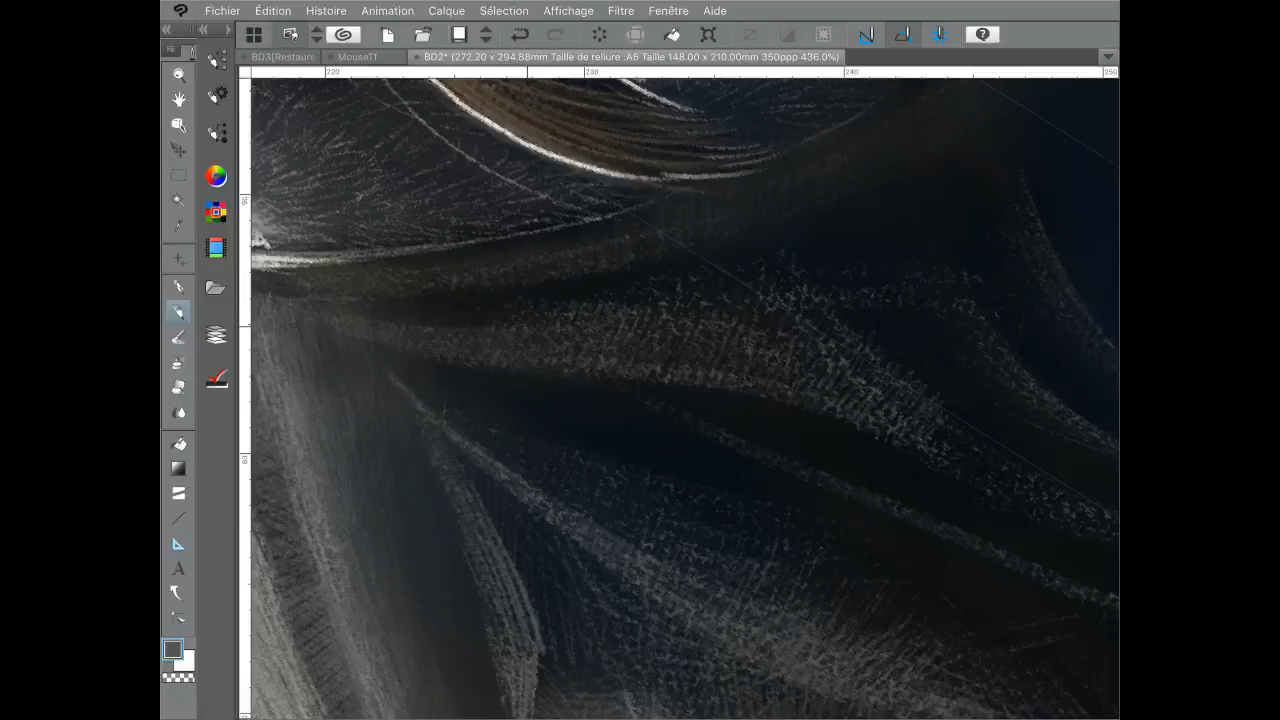 Fichier Édition Histoire Animation Calque Sélection Affichage Filtre Fenêtre Aide
BD3[Restaure MouseT1 BD2* (272.20 x 294.88mm Taille de reliure :A5 Taille 148.00 x 210.00mm 350ppp 436.0%)
220 230 240 250